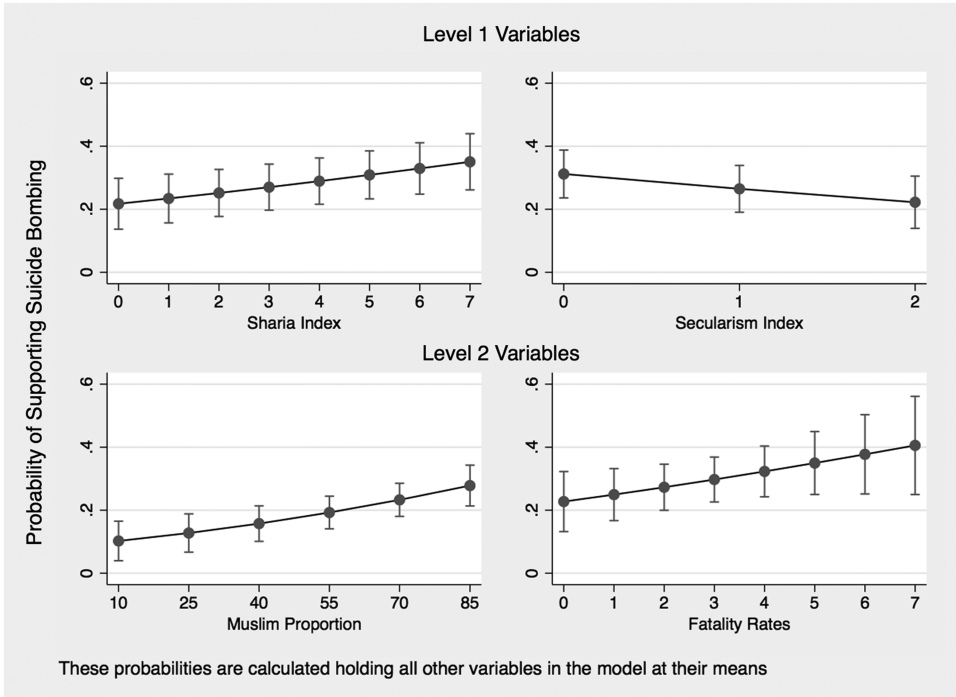 Level 1 Variables
Probability of Supporting Suicide Bombing
.6
.4
.2
0
0 1 2 3 4 5 6 7
Sharia Index
.6
.4
.2
0
0 1 2
Secularism Index
Level 2 Variables
.6
.4
.2
0
10 25 40 55 70 85
Muslim Proportion
.6
.4
.2
0
0 1 2 3 4 5 6 7
Fatality Rates
These probabilities are calculated holding all other variables in the model at their means